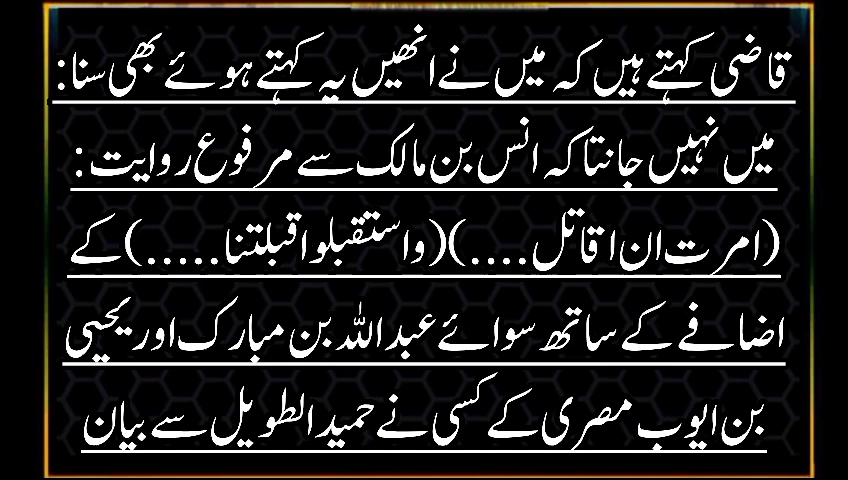 قاضی کہتے ہیں کہ میں نے انھیں یہ کہتے ہوئے بھی سنا:
میں نہیں جانتا کہ انس بن مالک سے مرفوع روایت:
(امرت ان اقاتل....)(واستقبلوا قبلتنا.....) کے
اضافے کے ساتھ سوائے عبداللہ بن مبارک اور یحییٰ
بن ایوب مصری کے کسی نے حمید الطویل سے بیان